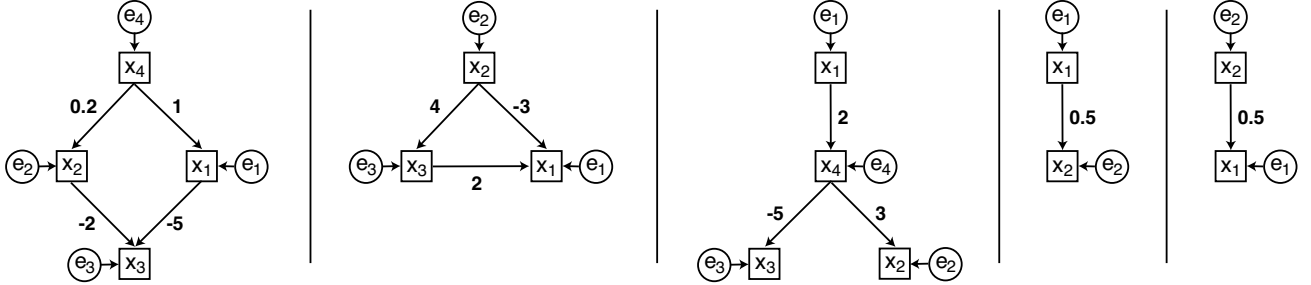 e₄
x₄
0.2 1
e₂ x₂ x₁ e₁
-2 -5
e₃ x₃
e₂
x₂
4 -3
e₃ x₃ x₁ e₁
2
e₁
x₁
2
x₄ e₄
-5 3
e₃ x₃ x₂ e₂
e₁
x₁
0.5
x₂ e₂
e₂
x₂
0.5
x₁ e₁